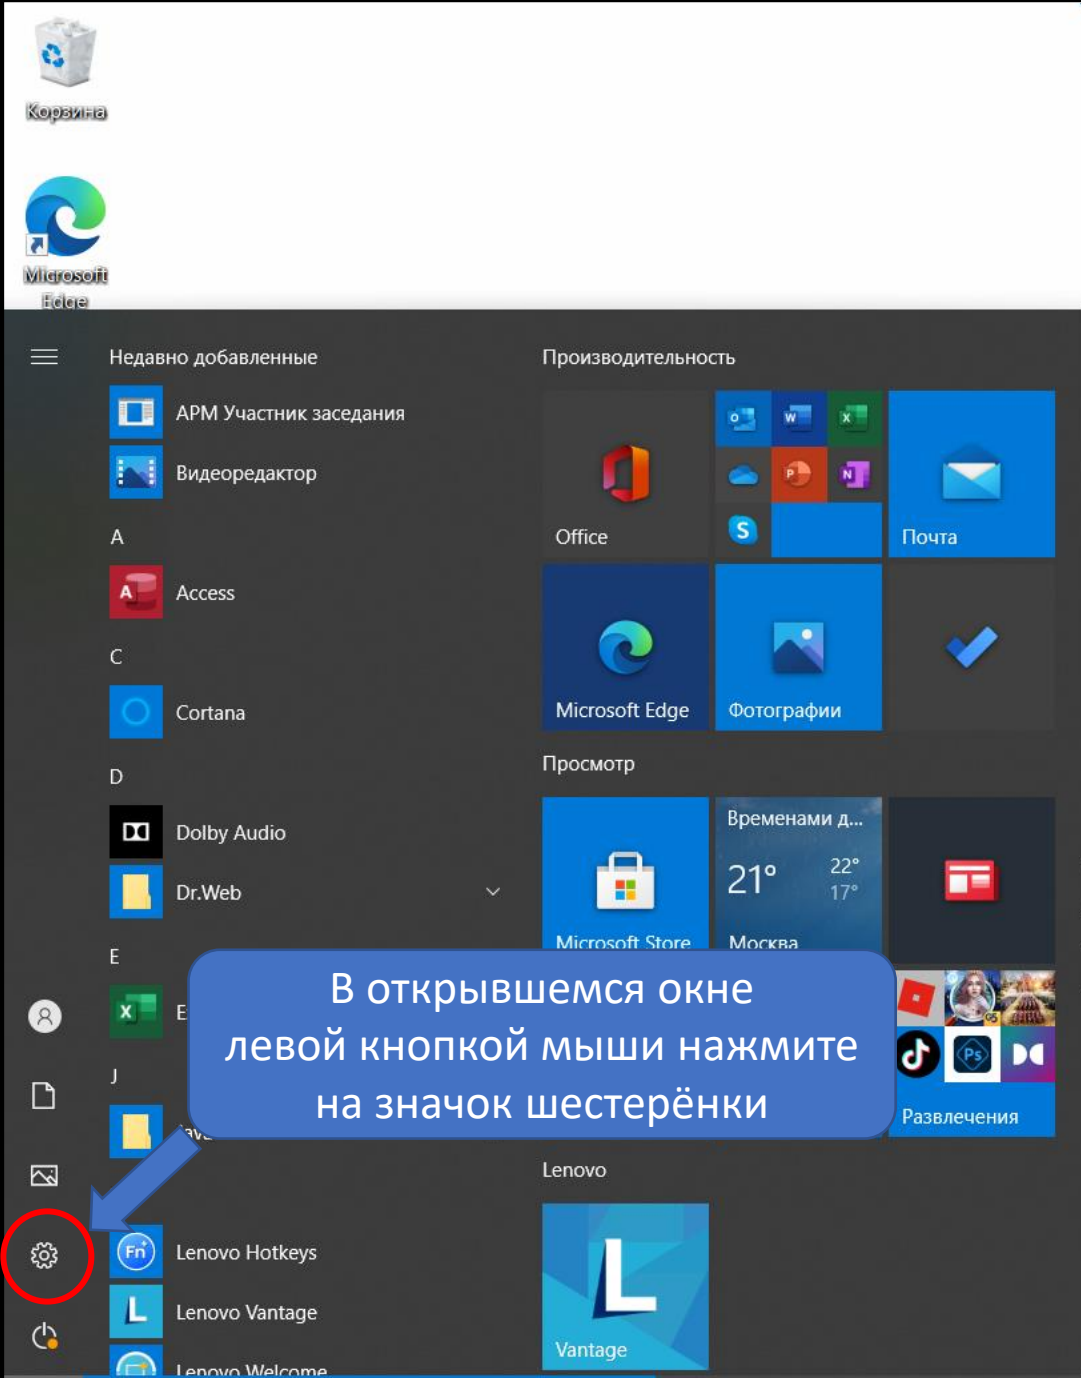 Корзина
Microsoft
Edge
Недавно добавленные
АРМ Участник заседания
Видеоредактор
A
Access
C
Cortana
D
Dolby Audio
Dr.Web
E
J
Lenovo Hotkeys
Lenovo Vantage
Lenovo Welcome
Производительность
Office
Почта
Microsoft Edge
Фотографии
Просмотр
Microsoft Store
Временами д...
21°
22°
17°
Москва
Развлечения
Lenovo
Vantage
В открывшемся окне
левой кнопкой мыши нажмите
на значок шестерёнки